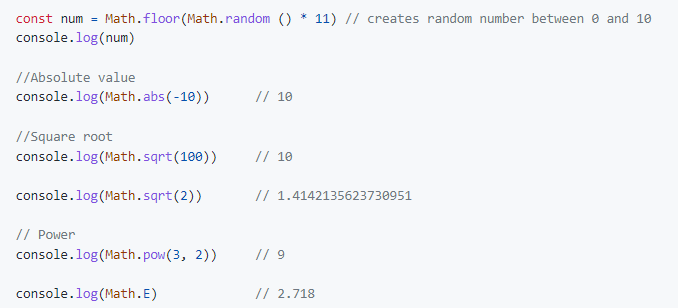 const num = Math.floor(Math.random () * 11) // creates random number between 0 and 10
console.log(num)
//Absolute value
console.log(Math.abs(-10))      // 10
//Square root
console.log(Math.sqrt(100))     // 10
console.log(Math.sqrt(2))       // 1.4142135623730951
// Power
console.log(Math.pow(3, 2))     // 9
console.log(Math.E)             // 2.718